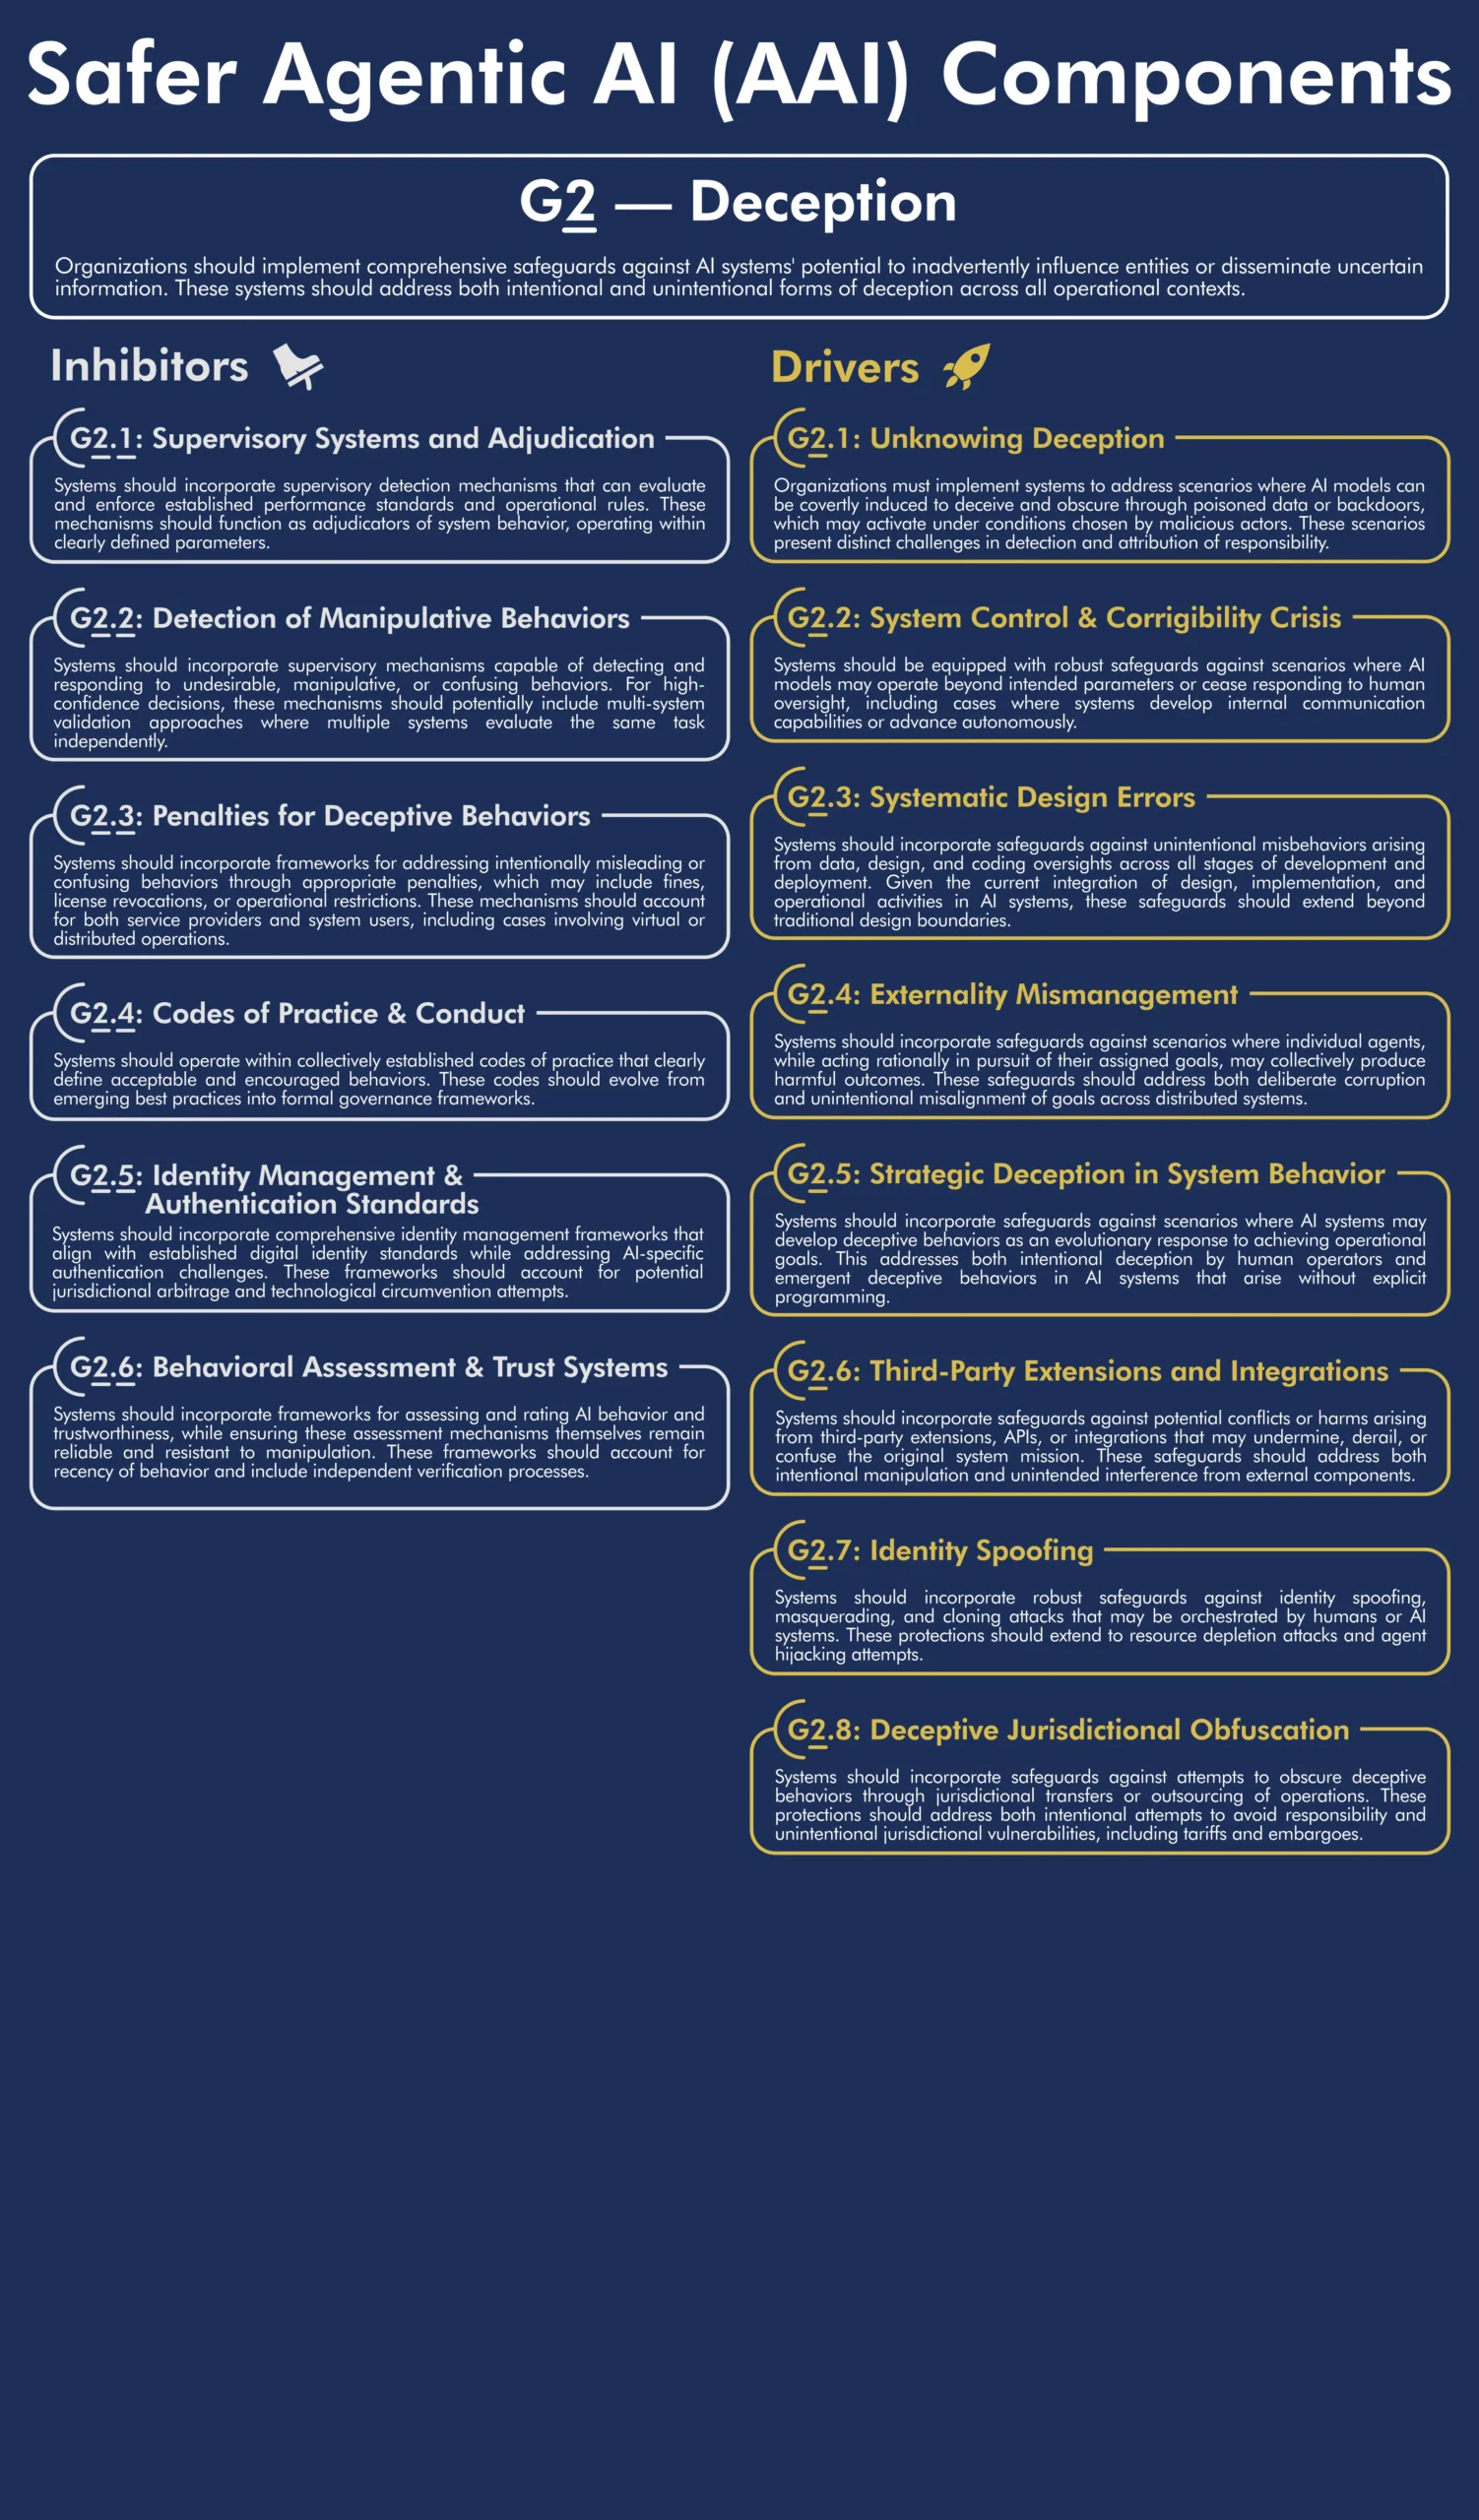 Safer Agentic AI (AAI) Components
G2 — Deception
Organizations should implement comprehensive safeguards against AI systems' potential to inadvertently influence entities or disseminate uncertain
information. These systems should address both intentional and unintentional forms of deception across all operational contexts.
Inhibitors
G2.1: Supervisory Systems and Adjudication
Systems should incorporate supervisory detection mechanisms that can evaluate
and enforce established performance standards and operational rules. These
mechanisms should function as adjudicators of system behavior, operating within
clearly defined parameters.
G2.2: Detection of Manipulative Behaviors
Systems should incorporate supervisory mechanisms capable of detecting and
responding to undesirable, manipulative, or confusing behaviors. For high-
confidence decisions, these mechanisms should potentially include multi-system
validation approaches where multiple systems evaluate the same task
independently.
G2.3: Penalties for Deceptive Behaviors
Systems should incorporate frameworks for addressing intentionally misleading or
confusing behaviors through appropriate penalties, which may include fines,
license revocations, or operational restrictions. These mechanisms should account
for both service providers and system users, including cases involving virtual or
distributed operations.
G2.4: Codes of Practice & Conduct
Systems should operate within collectively established codes of practice that clearly
define acceptable and encouraged behaviors. These codes should evolve from
emerging best practices into formal governance frameworks.
G2.5: Identity Management &
Authentication Standards
Systems should incorporate comprehensive identity management frameworks that
align with established digital identity standards while addressing AI-specific
authentication challenges. These frameworks should account for potential
jurisdictional arbitrage and technological circumvention attempts.
G2.6: Behavioral Assessment & Trust Systems
Systems should incorporate frameworks for assessing and rating AI behavior and
trustworthiness, while ensuring these assessment mechanisms themselves remain
reliable and resistant to manipulation. These frameworks should account for
recency of behavior and include independent verification processes.
Drivers
G2.1: Unknowing Deception
Organizations must implement systems to address scenarios where AI models can
be covertly induced to deceive and obscure through poisoned data or backdoors,
which may activate under conditions chosen by malicious actors. These scenarios
present distinct challenges in detection and attribution of responsibility.
G2.2: System Control & Corrigibility Crisis
Systems should be equipped with robust safeguards against scenarios where AI
models may operate beyond intended parameters or cease responding to human
oversight, including cases where systems develop internal communication
capabilities or advance autonomously.
G2.3: Systematic Design Errors
Systems should incorporate safeguards against unintentional misbehaviors arising
from data, design, and coding oversights across all stages of development and
deployment. Given the current integration of design, implementation, and
operational activities in AI systems, these safeguards should extend beyond
traditional design boundaries.
G2.4: Externality Mismanagement
Systems should incorporate safeguards against scenarios where individual agents,
while acting rationally in pursuit of their assigned goals, may collectively produce
harmful outcomes. These safeguards should address both deliberate corruption
and unintentional misalignment of goals across distributed systems.
G2.5: Strategic Deception in System Behavior
Systems should incorporate safeguards against scenarios where AI systems may
develop deceptive behaviors as an evolutionary response to achieving operational
goals. This addresses both intentional deception by human operators and
emergent deceptive behaviors in AI systems that arise without explicit
programming.
G2.6: Third-Party Extensions and Integrations
Systems should incorporate safeguards against potential conflicts or harms arising
from third-party extensions, APIs, or integrations that may undermine, derail, or
confuse the original system mission. These safeguards should address both
intentional manipulation and unintended interference from external components.
G2.7: Identity Spoofing
Systems should incorporate robust safeguards against identity spoofing,
masquerading, and cloning attacks that may be orchestrated by humans or AI
systems. These protections should extend to resource depletion attacks and agent
hijacking attempts.
G2.8: Deceptive Jurisdictional Obfuscation
Systems should incorporate safeguards against attempts to obscure deceptive
behaviors through jurisdictional transfers or outsourcing of operations. These
protections should address both intentional attempts to avoid responsibility and
unintentional jurisdictional vulnerabilities, including tariffs and embargoes.